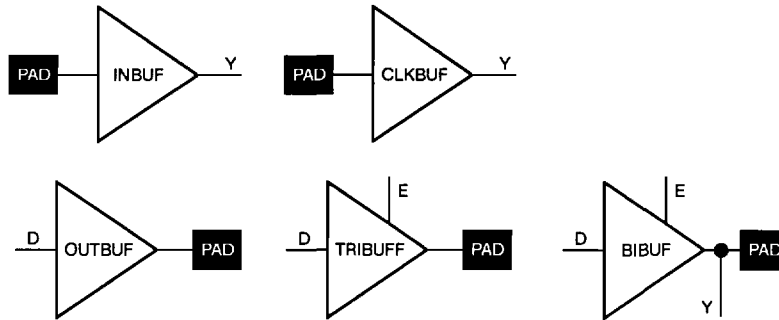 PAD INBUF Y
PAD CLKBUF Y
E
D OUTBUF PAD
D TRIBUFF PAD
E
D BIBUF PAD
Y